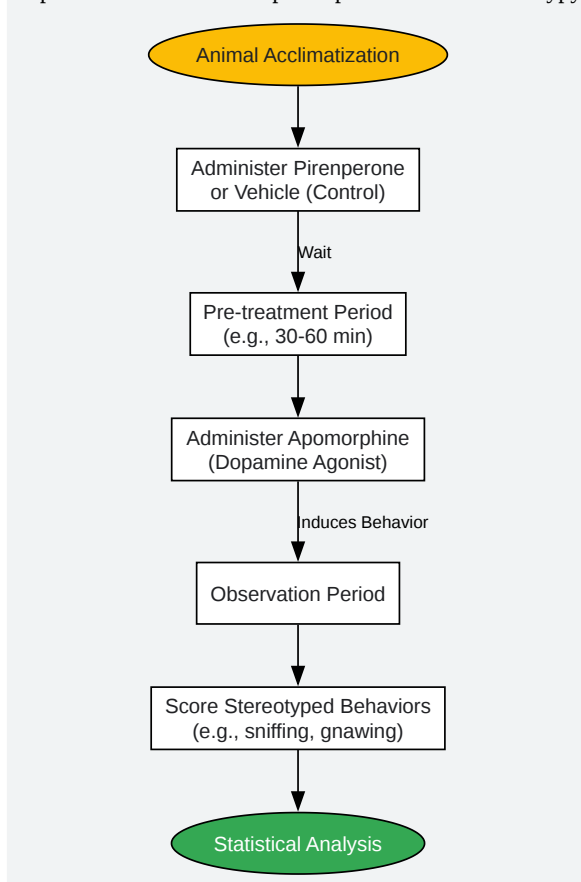 Animal Acclimatization
Administer Pirenperone
or Vehicle (Control)
Wait
Pre-treatment Period
(e.g., 30-60 min)
Administer Apomorphine
(Dopamine Agonist)
Induces Behavior
Observation Period
Score Stereotyped Behaviors
(e.g., sniffing, gnawing)
Statistical Analysis